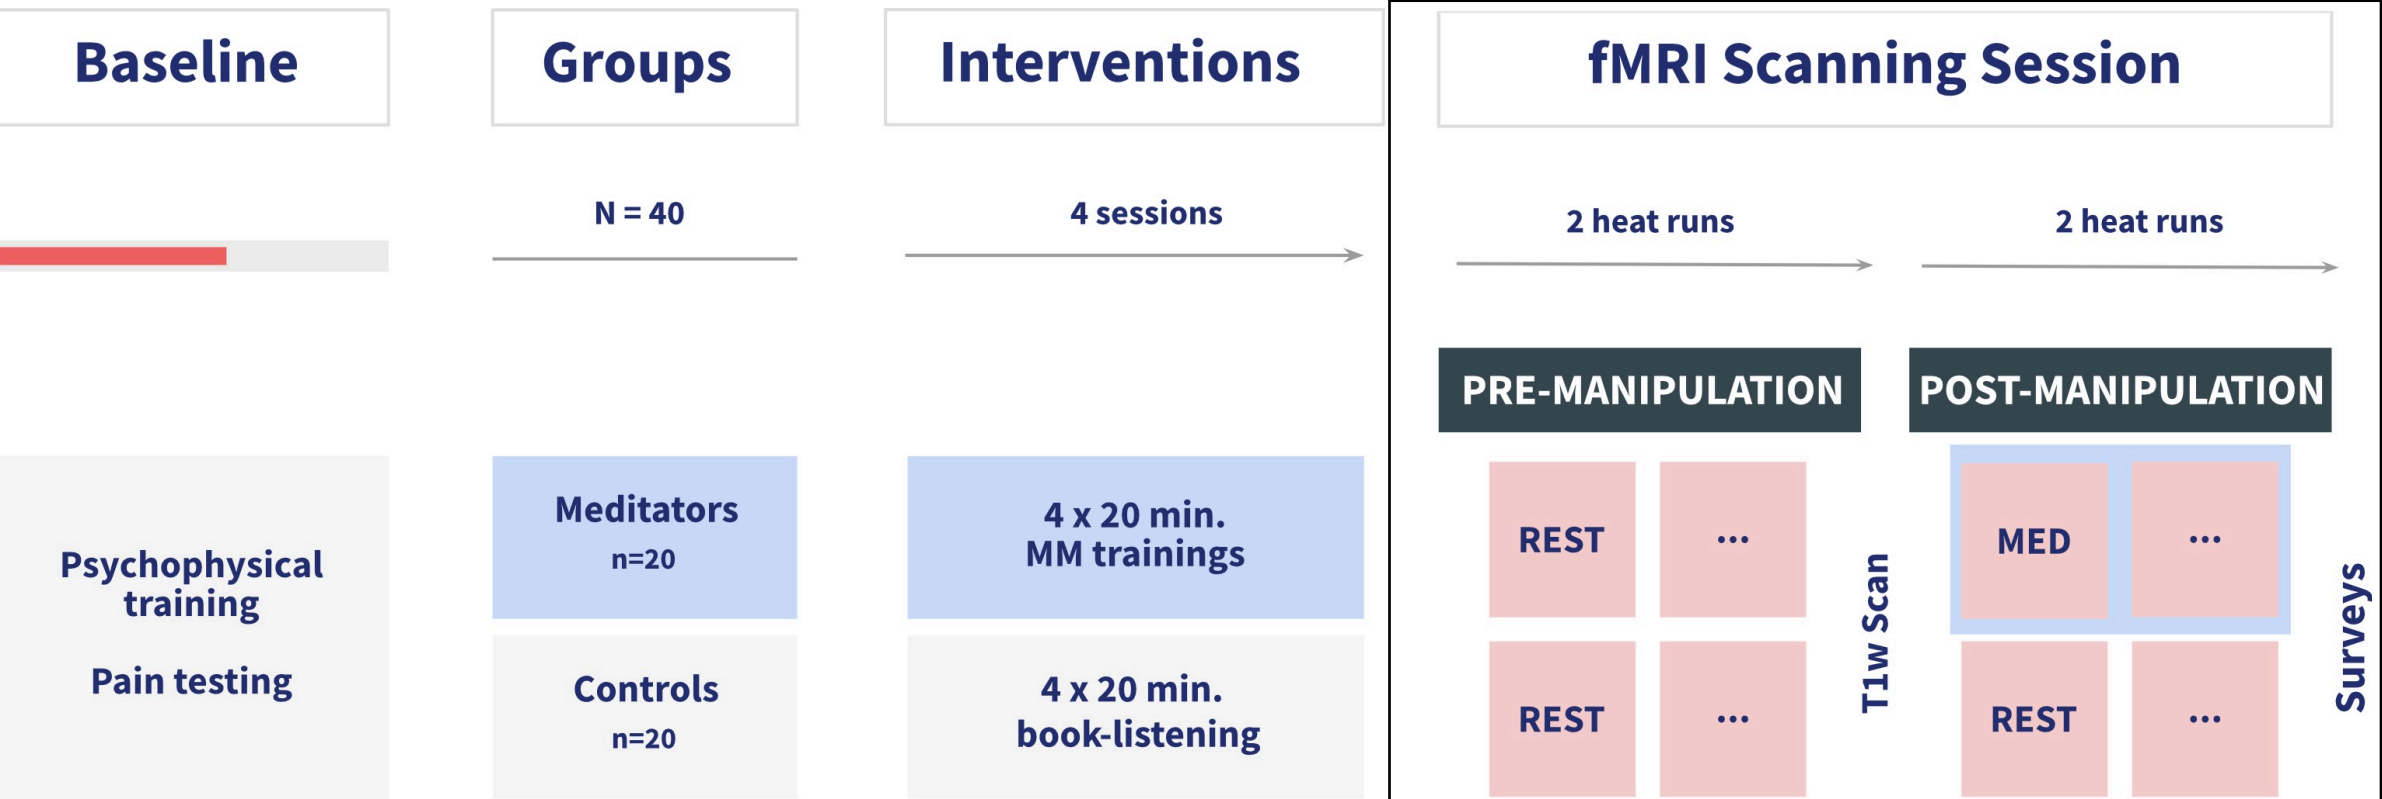 Baseline
Groups
Interventions
fMRI Scanning Session
N = 40
4 sessions
2 heat runs
2 heat runs
PRE-MANIPULATION
POST-MANIPULATION
Psychophysical
training
Pain testing
Meditators
n=20
Controls
n=20
4 x 20 min.
MM trainings
4 x 20 min.
book-listening
REST
...
REST
...
T1w Scan
MED
...
REST
...
Surveys